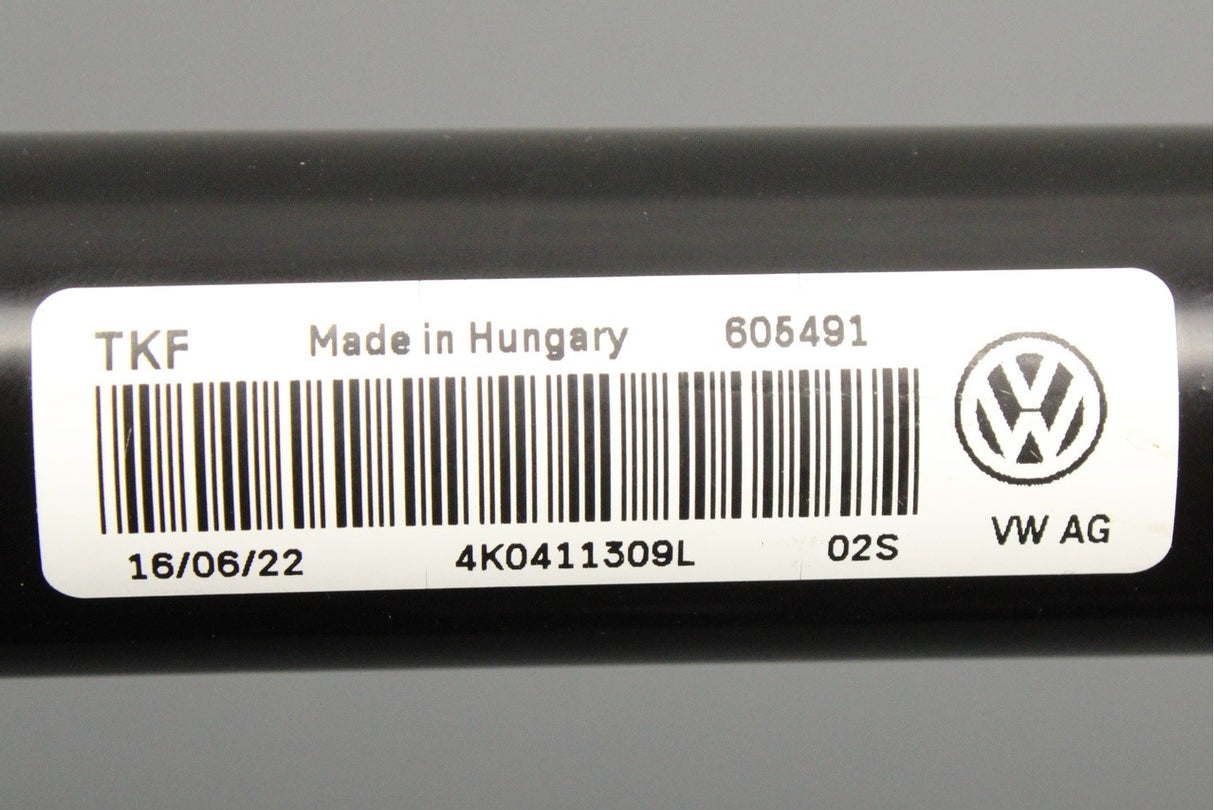 TKF Made in Hungary 605491
16/06/22 4K0411309L 02S
VW AG